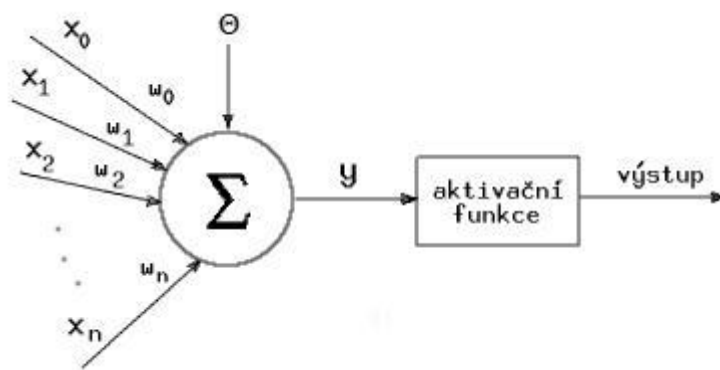 x₀
Θ
x₁
w₀
w₁
x₂
w₂
Σ
y
aktivační
funkce
výstup
wₙ
xₙ